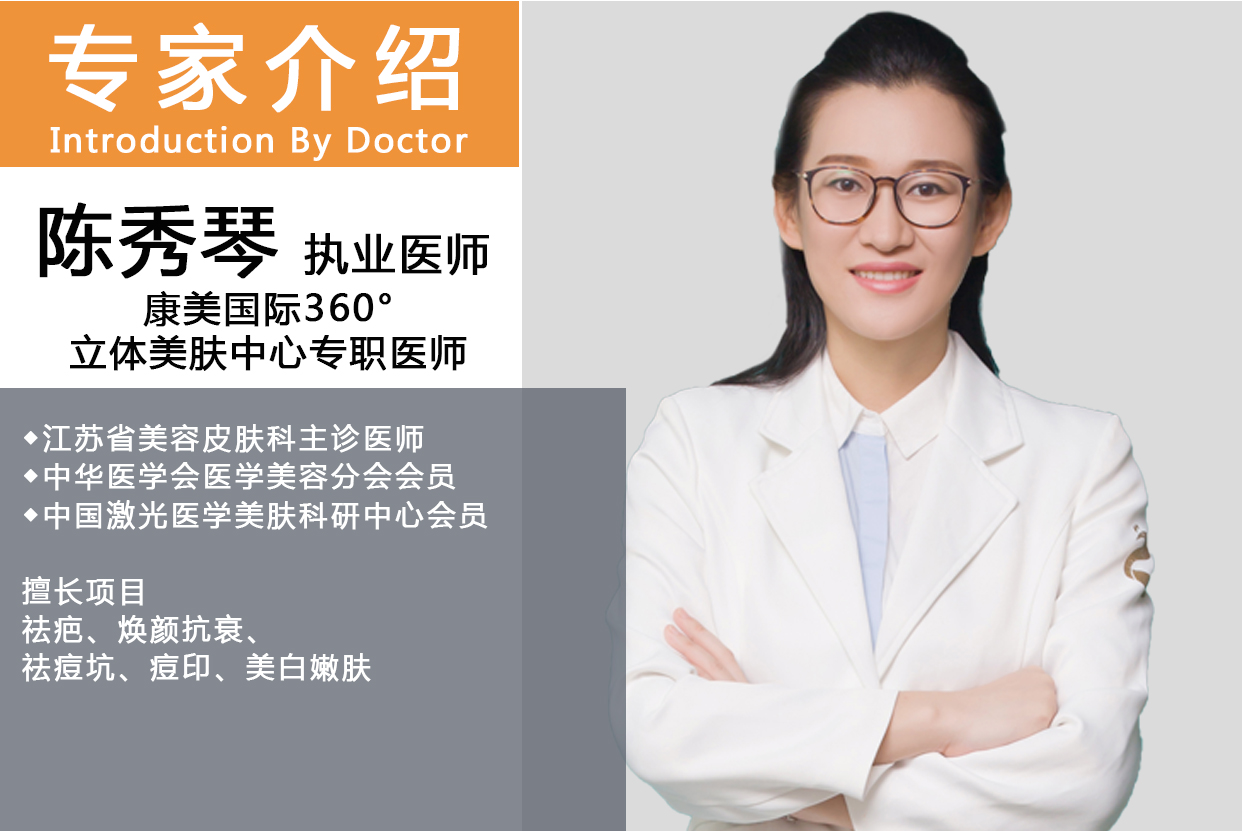 专家介绍
Introduction By Doctor
陈秀琴 执业医师
康美国际360°
立体美肤中心专职医师
◆江苏省美容皮肤科主诊医师
◆中华医学会医学美容分会会员
◆中国激光医学美肤科研中心会员
擅长项目
祛疤、焕颜抗衰、
祛痘坑、痘印、美白嫩肤